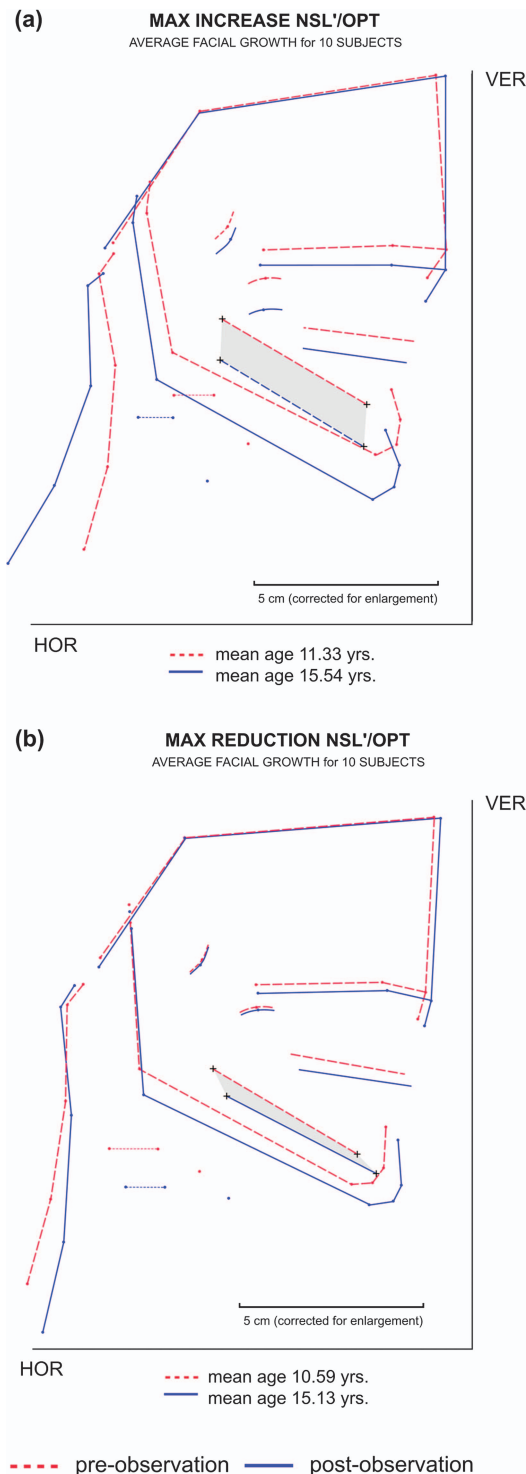 (a)
MAX INCREASE NSL'/OPT
AVERAGE FACIAL GROWTH for 10 SUBJECTS
VER
5 cm (corrected for enlargement)
HOR
mean age 11.33 yrs.
mean age 15.54 yrs.
(b)
MAX REDUCTION NSL'/OPT
AVERAGE FACIAL GROWTH for 10 SUBJECTS
VER
5 cm (corrected for enlargement)
HOR
mean age 10.59 yrs.
mean age 15.13 yrs.
pre-observation post-observation